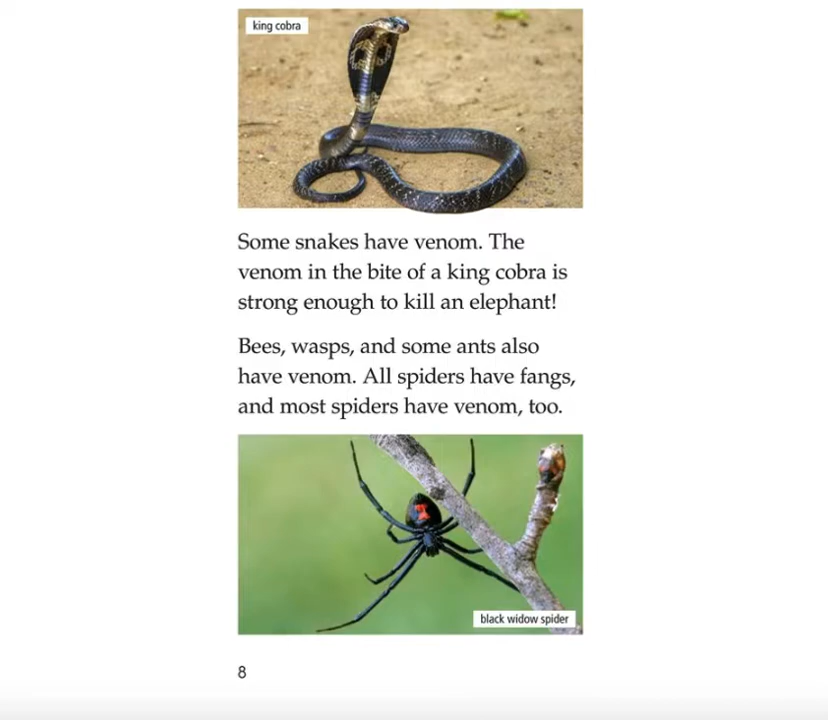 king cobra
Some snakes have venom. The
venom in the bite of a king cobra is
strong enough to kill an elephant!
Bees, wasps, and some ants also
have venom. All spiders have fangs,
and most spiders have venom, too.
black widow spider
8